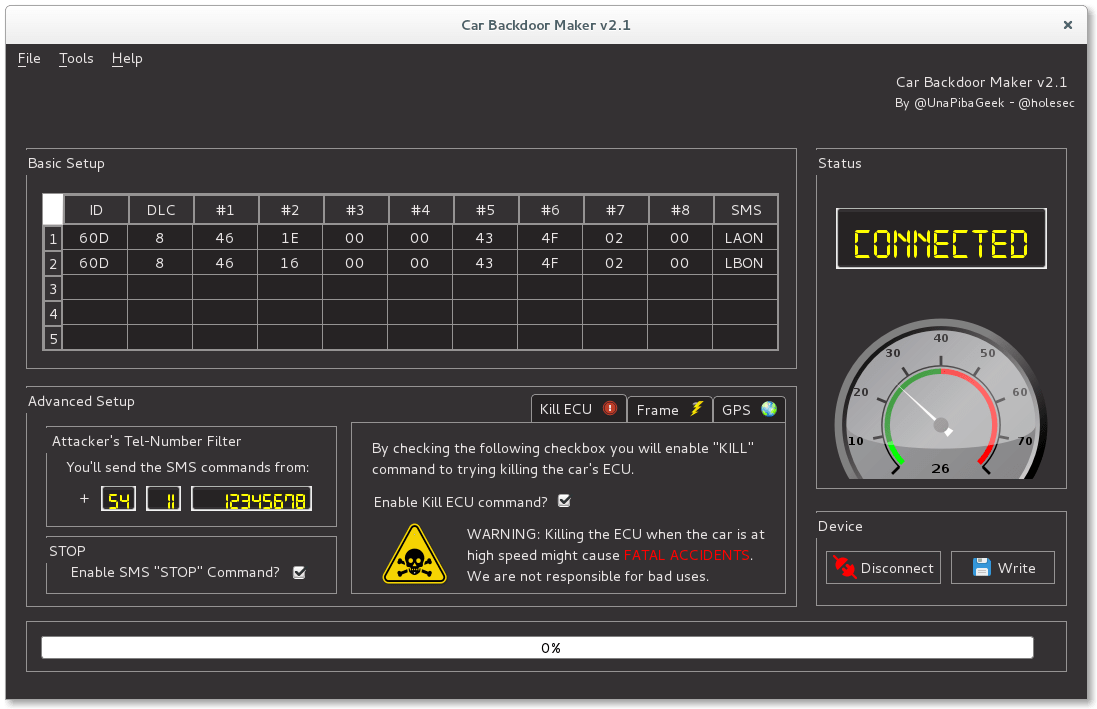 Car Backdoor Maker v2.1
×
File Tools Help
Car Backdoor Maker v2.1
By @UnaPibaGeek - @holesec
Basic Setup
ID DLC #1 #2 #3 #4 #5 #6 #7 #8 SMS
1 60D 8 46 1E 00 00 43 4F 02 00 LAON
2 60D 8 46 16 00 00 43 4F 02 00 LBON
3
4
5
Status
CONNECTED
10 20 30 40 50 60 70
26
Advanced Setup
Attacker's Tel-Number Filter
You'll send the SMS commands from:
+ 54 11 12345678
STOP
Enable SMS "STOP" Command?
Kill ECU Frame GPS
By checking the following checkbox you will enable "KILL"
command to trying killing the car's ECU.
Enable Kill ECU command?
WARNING: Killing the ECU when the car is at
high speed might cause FATAL ACCIDENTS.
We are not responsible for bad uses.
Device
Disconnect Write
0%